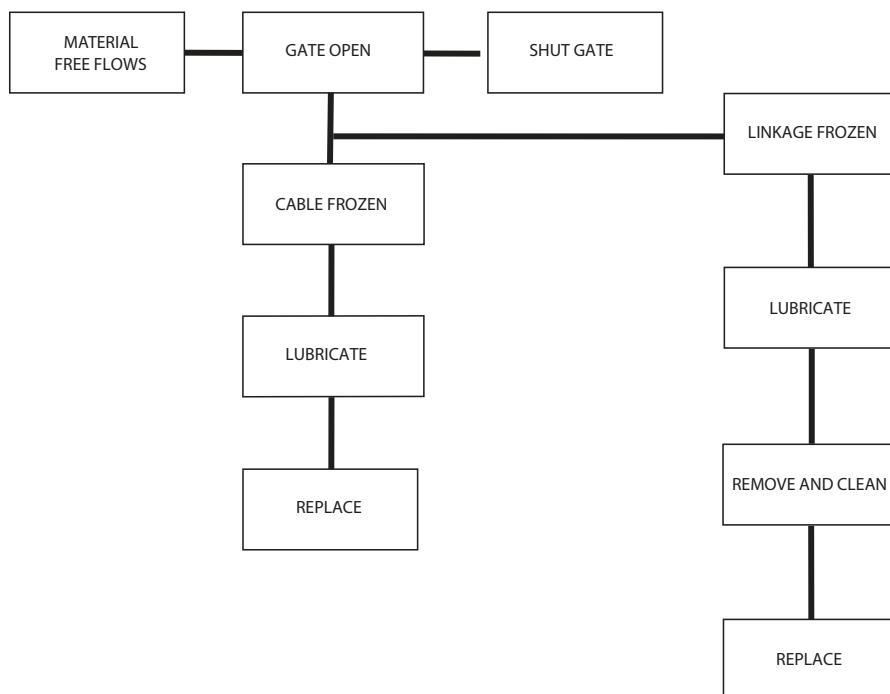 MATERIAL
FREE FLOWS
GATE OPEN
SHUT GATE
LINKAGE FROZEN
CABLE FROZEN
LUBRICATE
LUBRICATE
REMOVE AND CLEAN
REPLACE
REPLACE